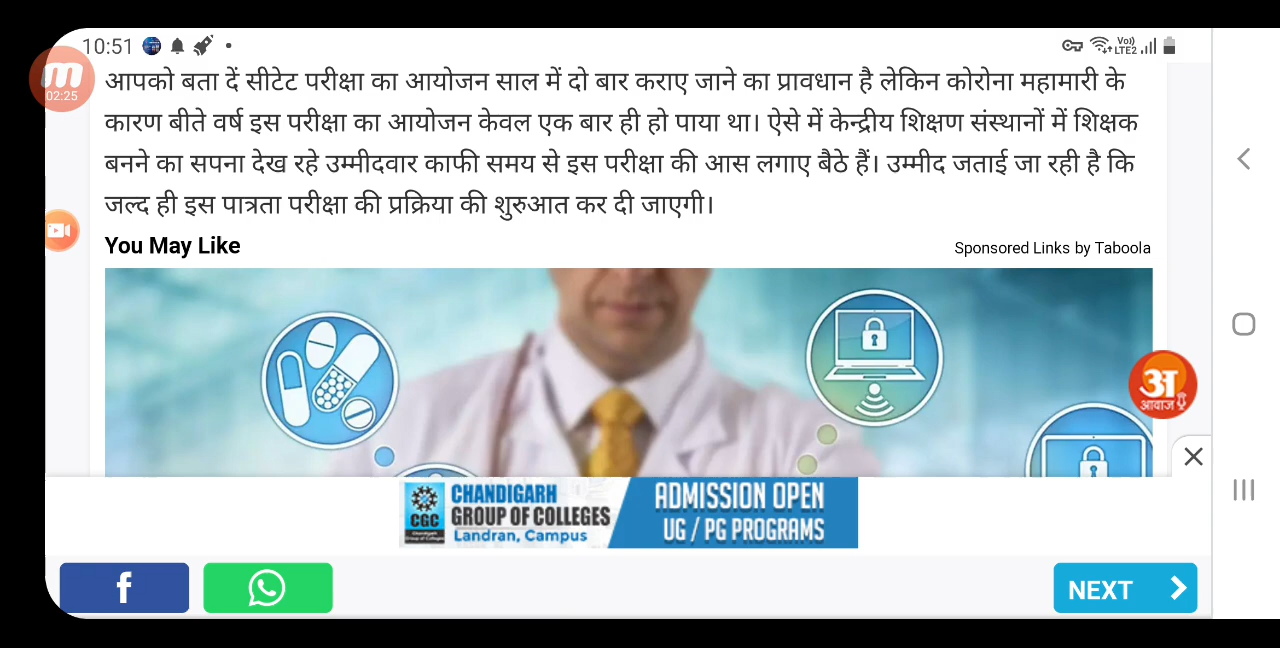 10:51
Vo))
LTE2
02:25
आपको बता दें सीटेट परीक्षा का आयोजन साल में दो बार कराए जाने का प्रावधान है लेकिन कोरोना महामारी के
कारण बीते वर्ष इस परीक्षा का आयोजन केवल एक बार ही हो पाया था। ऐसे में केन्द्रीय शिक्षण संस्थानों में शिक्षक
बनने का सपना देख रहे उम्मीदवार काफी समय से इस परीक्षा की आस लगाए बैठे हैं। उम्मीद जताई जा रही है कि
जल्द ही इस पात्रता परीक्षा की प्रक्रिया की शुरुआत कर दी जाएगी।
You May Like
Sponsored Links by Taboola
अ
आवाज
CGC
CHANDIGARH
GROUP OF COLLEGES
Landran, Campus
ADMISSION OPEN
UG / PG PROGRAMS
NEXT